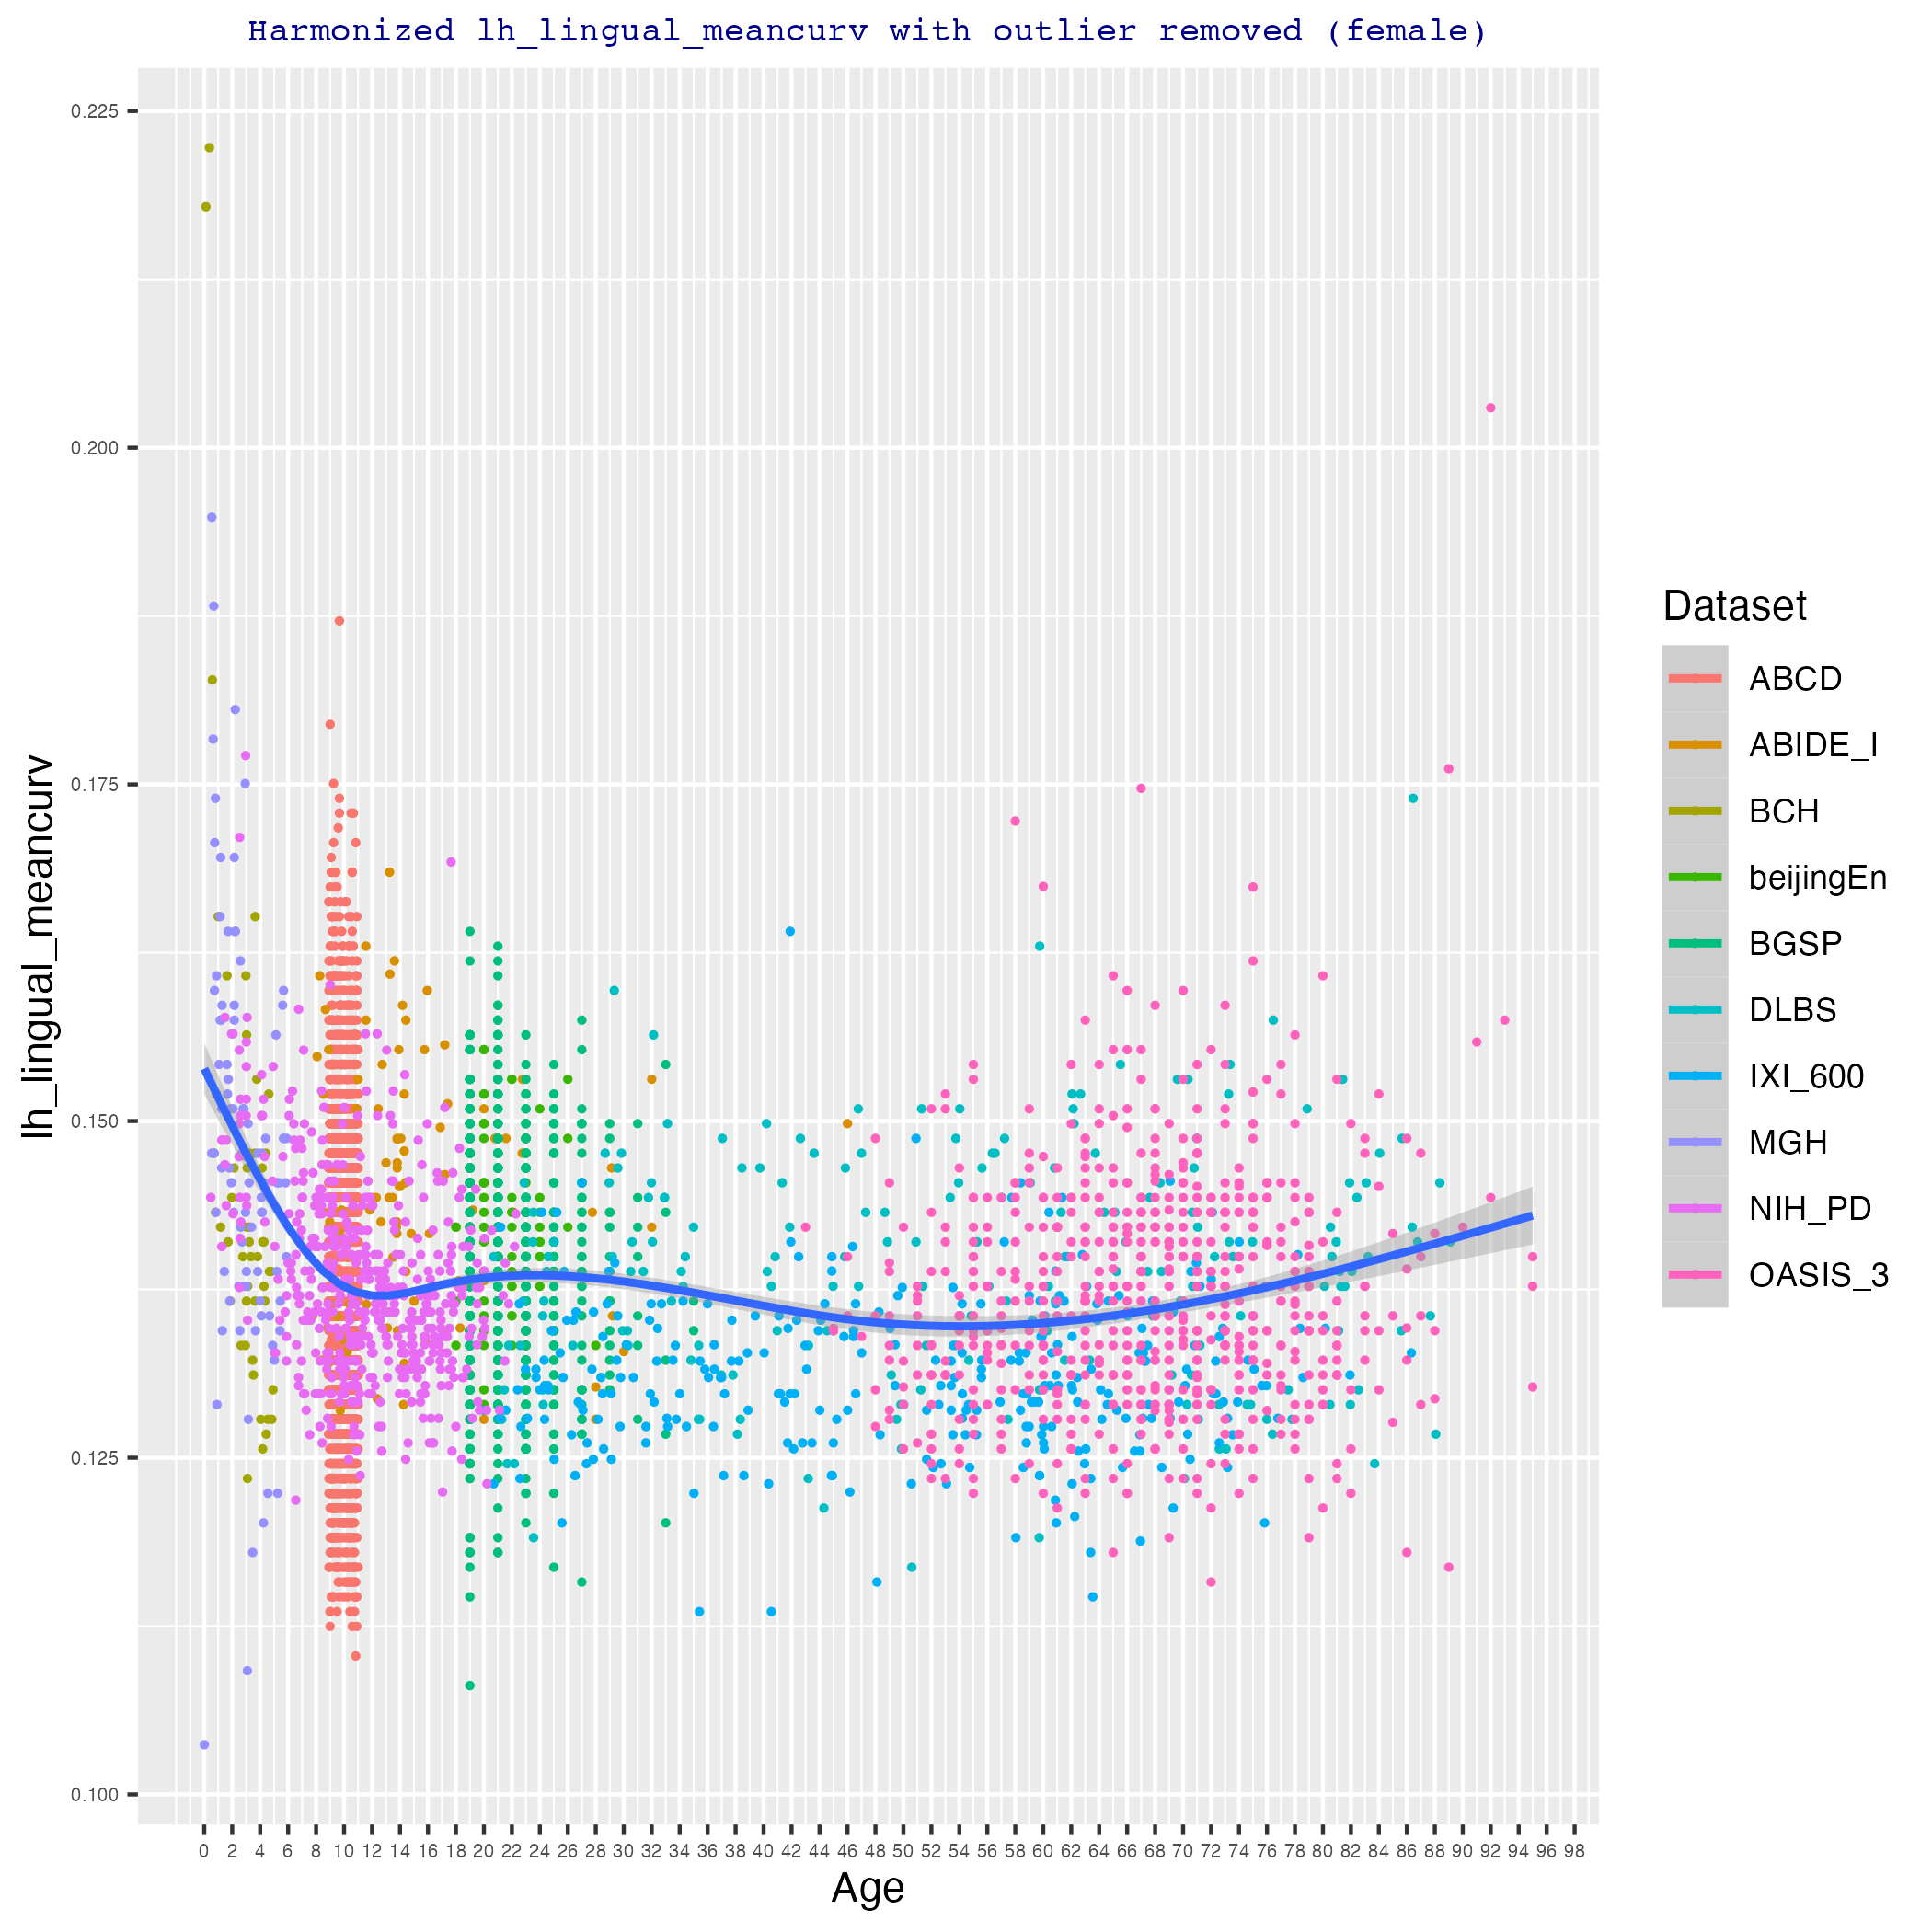 Harmonized lh_lingual_meancurv with outlier removed (female)
lh_lingual_meancurv
0.225
0.200
0.175
0.150
0.125
0.100
0 2 4 6 8 10 12 14 16 18 20 22 24 26 28 30 32 34 36 38 40 42 44 46 48 50 52 54 56 58 60 62 64 66 68 70 72 74 76 78 80 82 84 86 88 90 92 94 96 98
Age
Dataset
ABCD
ABIDE_I
BCH
beijingEn
BGSP
DLBS
IXI_600
MGH
NIH_PD
OASIS_3